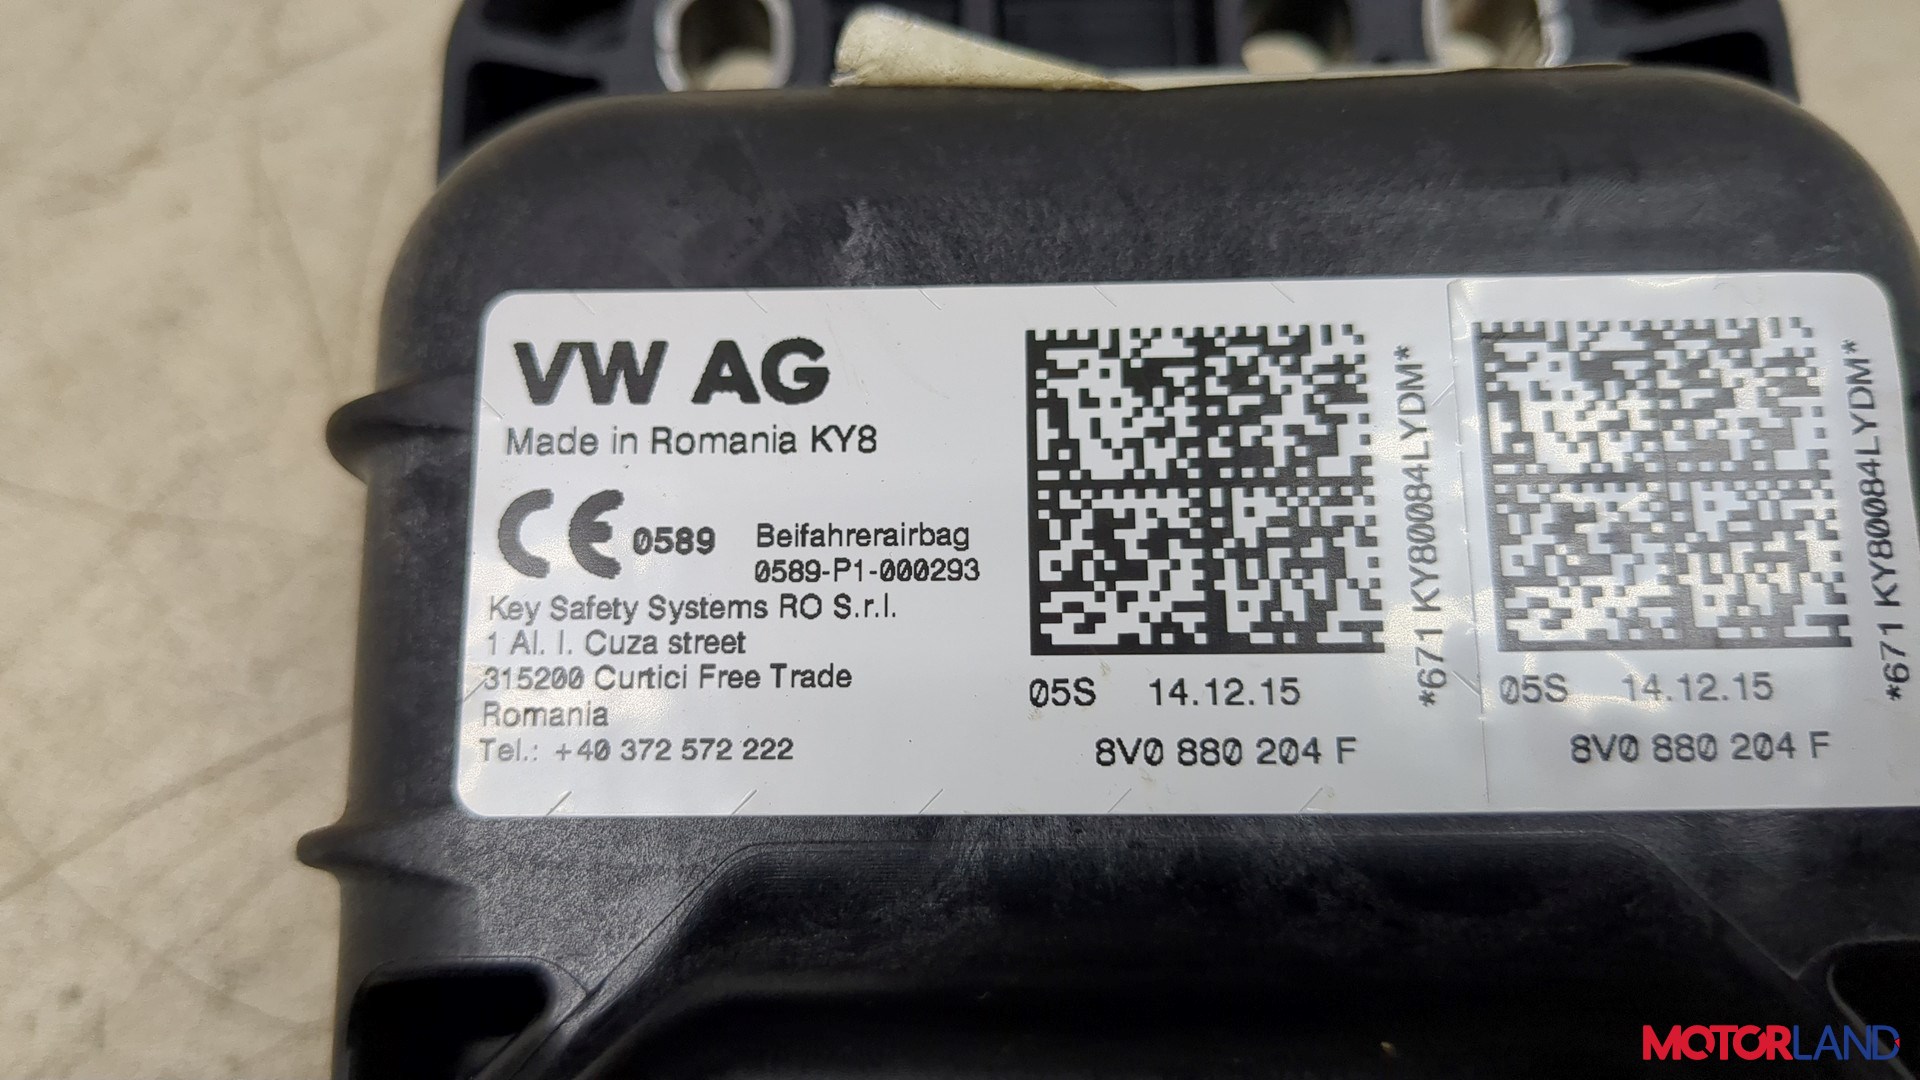 VW AG
Made in Romania KY8
CE 0589
Beifahrerairbag
0589-P1-000293
Key Safety Systems RO S.r.l.
1 Al. I. Cuza street
315200 Curtici Free Trade
Romania
Tel.: +40 372 572 222
*671 KY80084LYDM*
05S 14.12.15
8V0 880 204 F
*671 KY80084LYDM*
05S 14.12.15
8V0 880 204 F
MOTORLAND